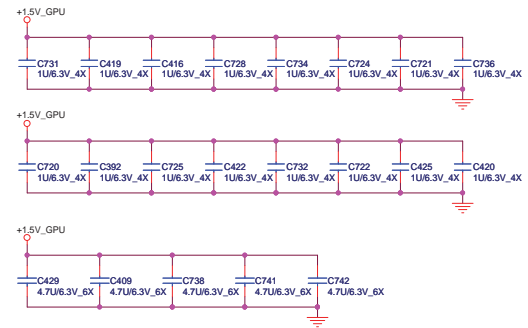 +1.5V_GPU
C731 C419 C416 C728 C734 C724 C721 C736
1U/6.3V_4X 1U/6.3V_4X 1U/6.3V_4X 1U/6.3V_4X 1U/6.3V_4X 1U/6.3V_4X 1U/6.3V_4X 1U/6.3V_4X
+1.5V_GPU
C720 C392 C725 C422 C732 C722 C425 C420
1U/6.3V_4X 1U/6.3V_4X 1U/6.3V_4X 1U/6.3V_4X 1U/6.3V_4X 1U/6.3V_4X 1U/6.3V_4X 1U/6.3V_4X
+1.5V_GPU
C429 C409 C738 C741 C742
4.7U/6.3V_6X 4.7U/6.3V_6X 4.7U/6.3V_6X 4.7U/6.3V_6X 4.7U/6.3V_6X